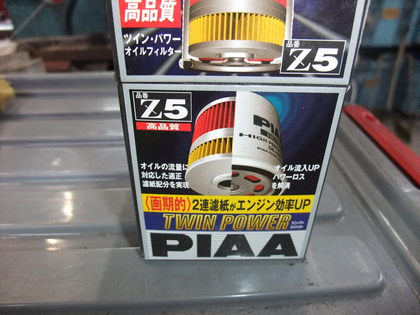 高品質
ツイン・パワー
オイルフィルター
品番
Z5
品番
Z5
高品質
PIAA
オイルの流量に
対応した適正
濾紙配分を実現
オイル流入UP
パワーロス
を解消
〈画期的〉2連濾紙がエンジン効率UP
TWIN POWER
PIAA